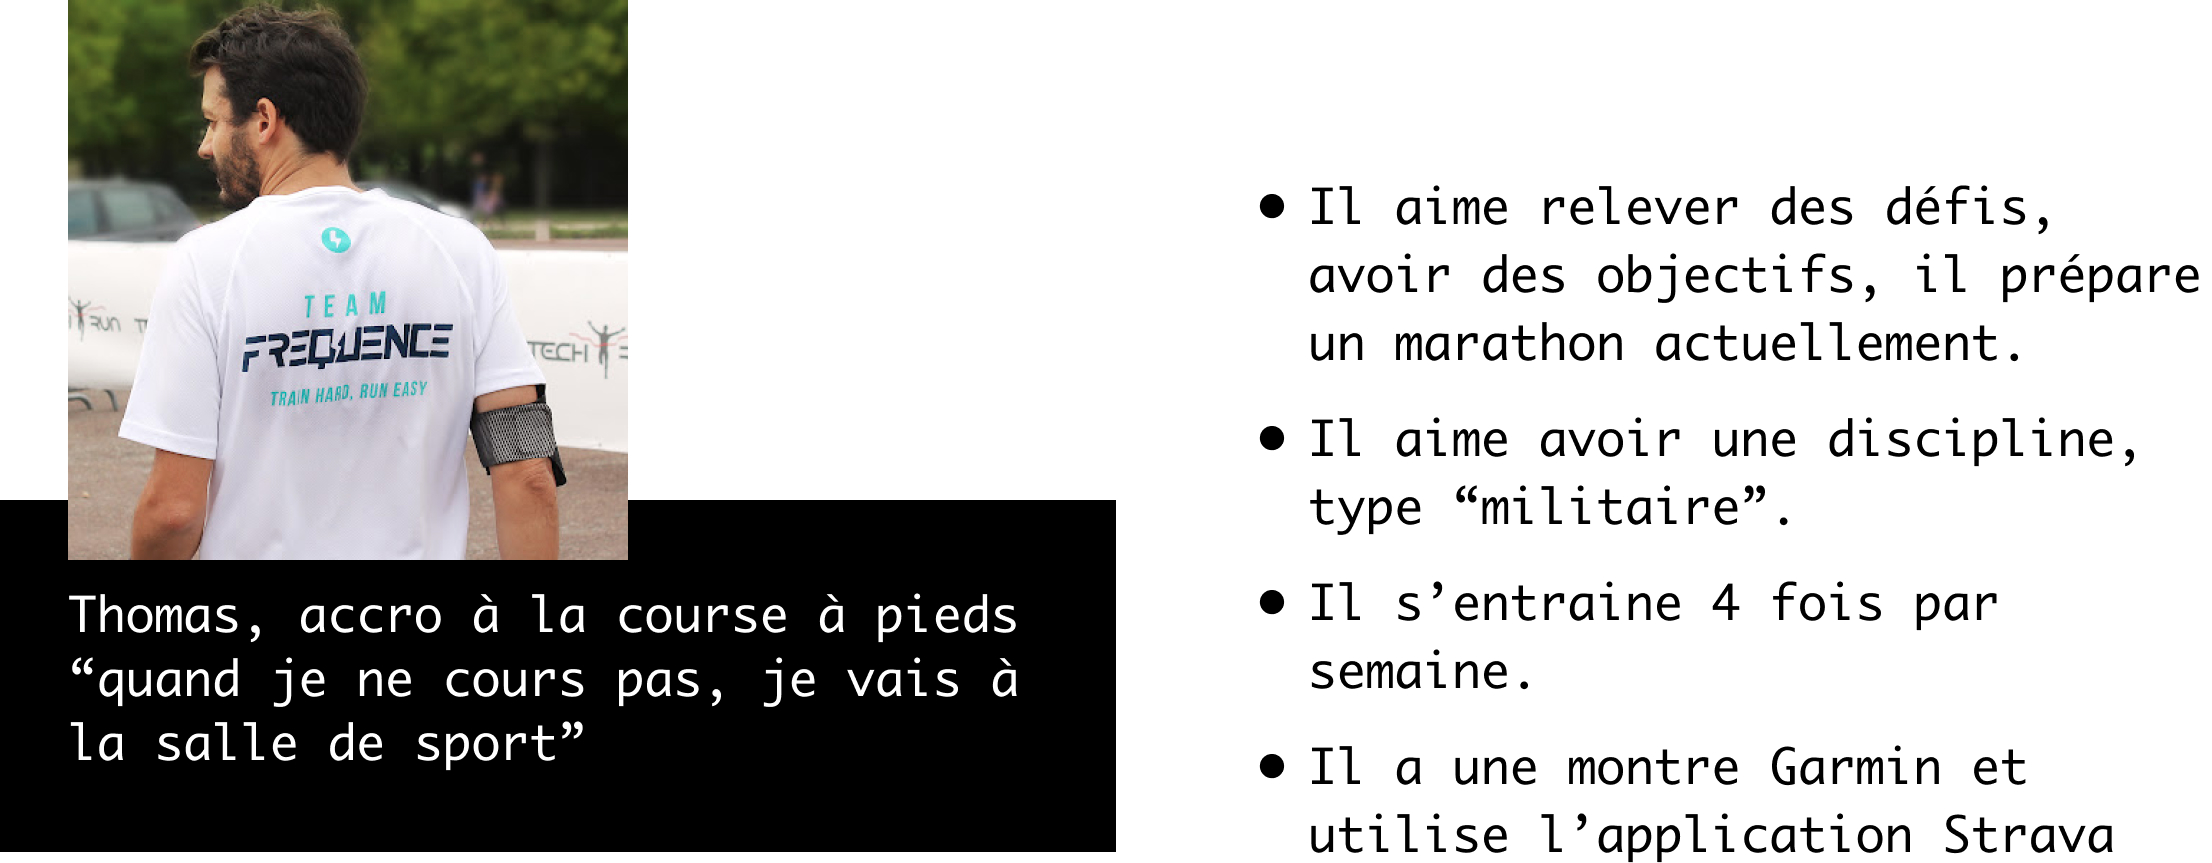 TEAM
FREQUENCE
TRAIN HARD, RUN EASY
RUN
TECH
Thomas, accro à la course à pieds
“quand je ne cours pas, je vais à
la salle de sport”
• Il aime relever des défis,
avoir des objectifs, il prépare
un marathon actuellement.
• Il aime avoir une discipline,
type “militaire”.
• Il s’entraine 4 fois par
semaine.
• Il a une montre Garmin et
utilise l’application Strava